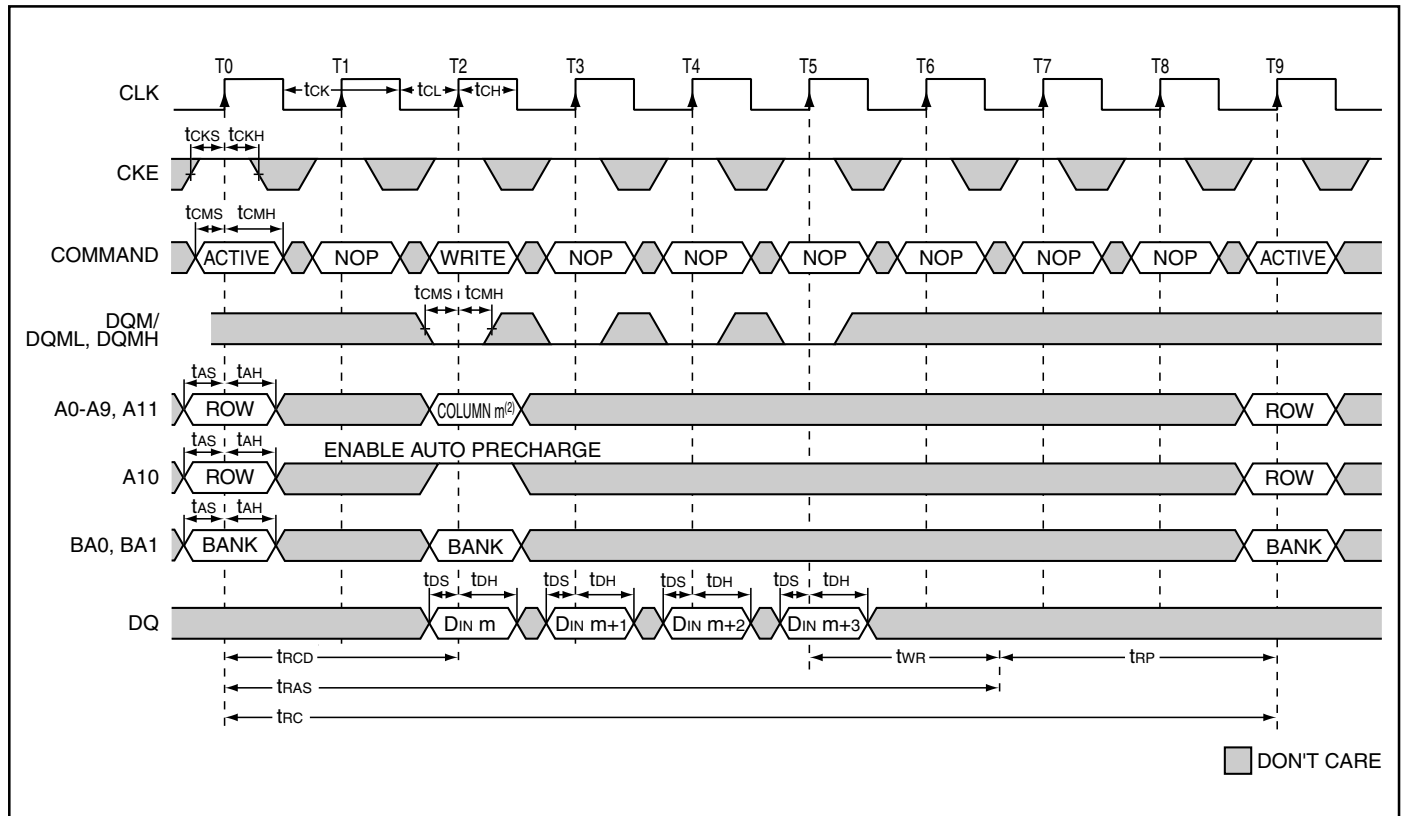 T0 T1 T2 T3 T4 T5 T6 T7 T8 T9
CLK tCK tCL tCH
tCKS tCKH
CKE
tCMS tCMH
COMMAND ACTIVE NOP WRITE NOP NOP NOP NOP NOP NOP ACTIVE
tCMS tCMH
DQM/
DQML, DQMH
tAS tAH
A0-A9, A11 ROW COLUMN m(2) ROW
tAS tAH ENABLE AUTO PRECHARGE
A10 ROW ROW
tAS tAH
BA0, BA1 BANK BANK BANK
tDS tDH tDS tDH tDS tDH tDS tDH
DQ DIN m DIN m+1 DIN m+2 DIN m+3
tRCD tWR tRP
tRAS
tRC
DON'T CARE